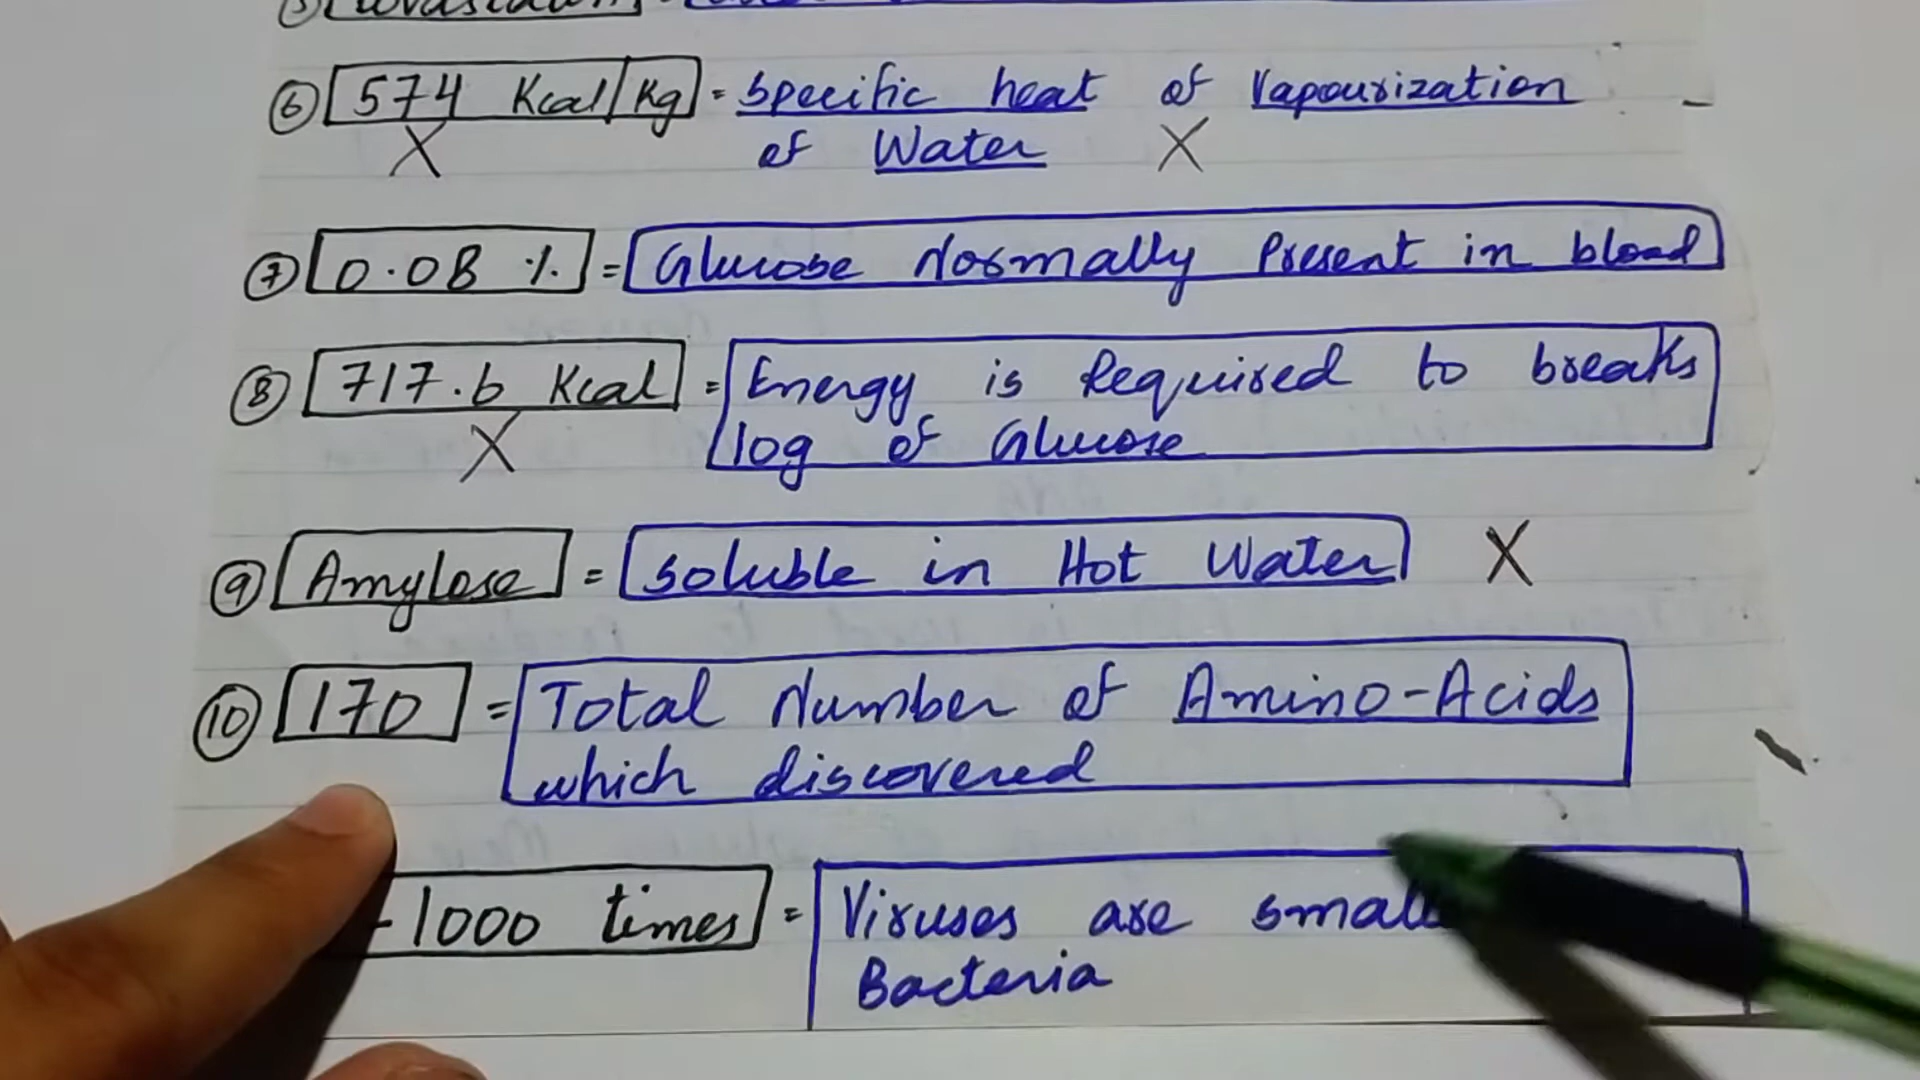 ⑥ 574 Kcal/Kg = specific heat of Vapourization
X of Water X
⑦ 0.08 % = Glucose Normally Present in blood
⑧ 717.6 Kcal = Energy is Required to breaks
X 10g of Glucose
⑨ Amylose = soluble in Hot Water X
⑩ 170 = Total Number of Amino-Acids
which discovered
-1000 times = Viruses are
Bacteria